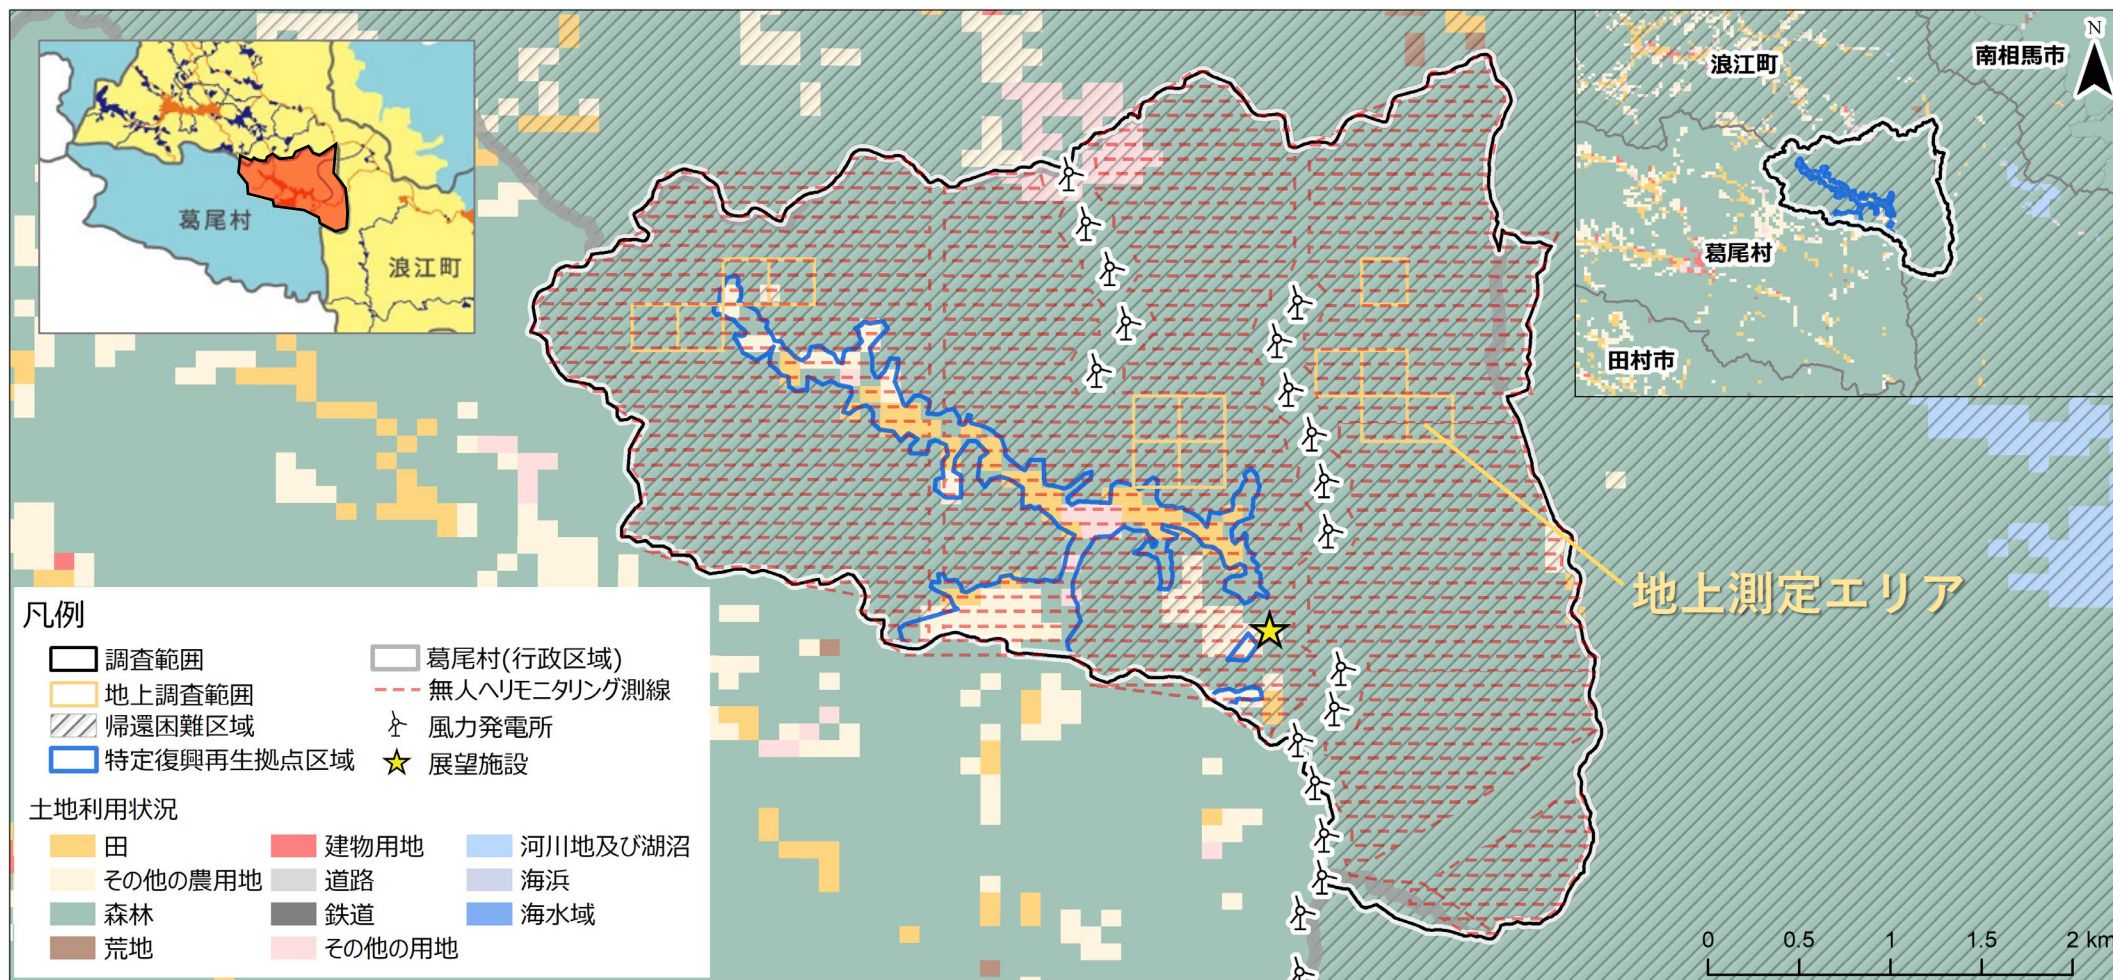 葛尾村
浪江町
浪江町
南相馬市
N
葛尾村
田村市
地上測定エリア
凡例
調査範囲
葛尾村(行政区域)
地上調査範囲
無人ヘリモニタリング測線
帰還困難区域
風力発電所
特定復興再生拠点区域
展望施設
土地利用状況
田
建物用地
河川地及び湖沼
その他の農用地
道路
海浜
森林
鉄道
海水域
荒地
その他の用地
0 0.5 1 1.5 2 km